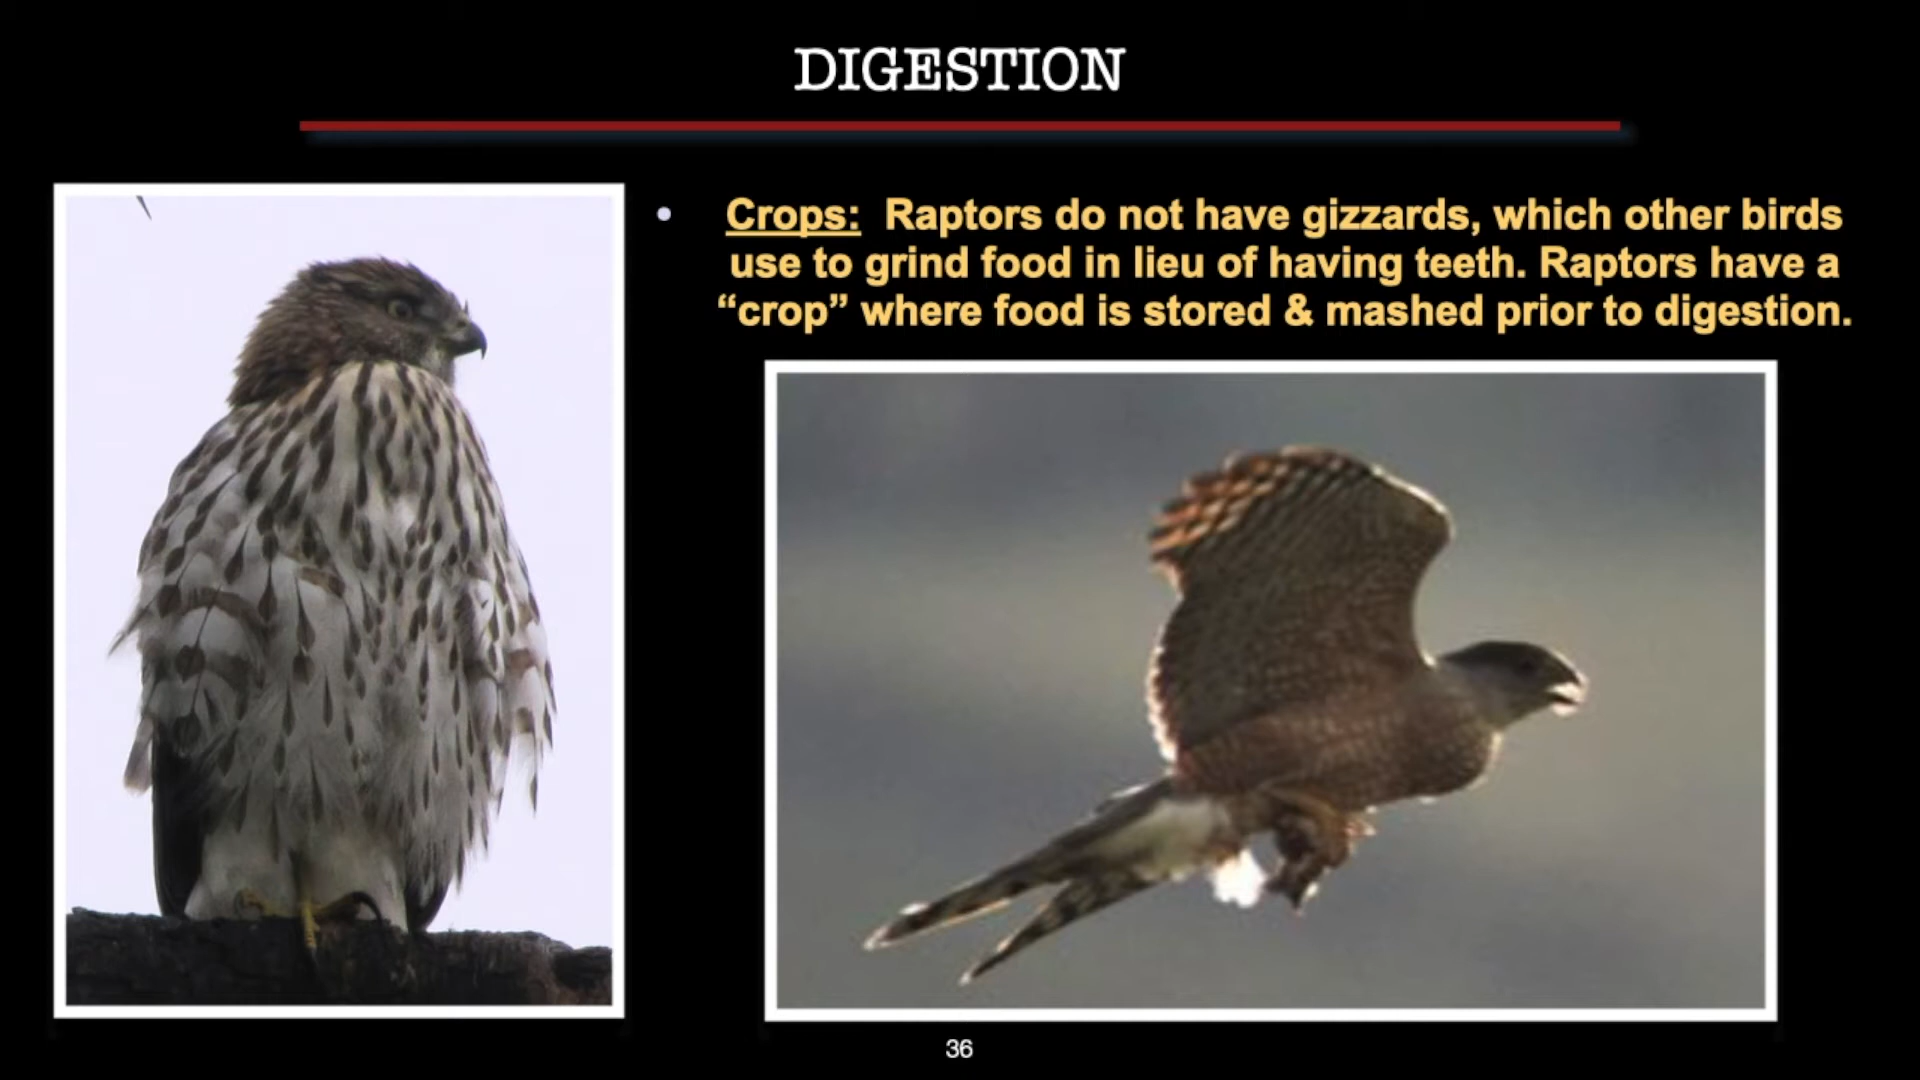 DIGESTION
• Crops: Raptors do not have gizzards, which other birds
use to grind food in lieu of having teeth. Raptors have a
“crop” where food is stored & mashed prior to digestion.
36